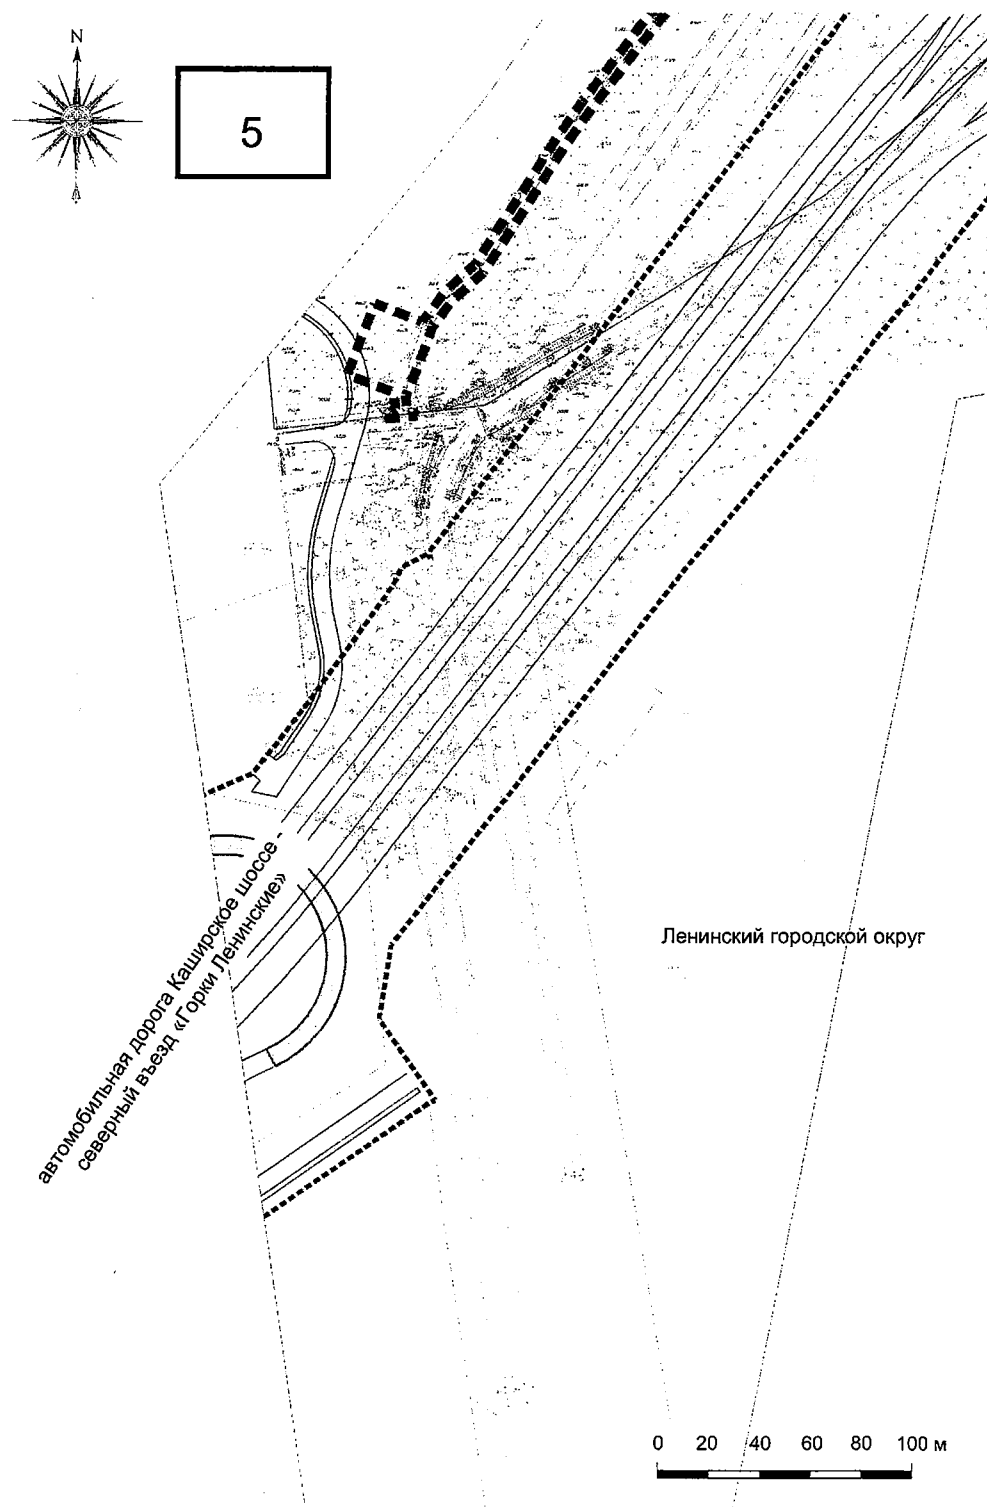 N
5
автомобильная дорога Каширское шоссе -
северный въезд «Горки Ленинские»
Ленинский городской округ
0 20 40 60 80 100 м